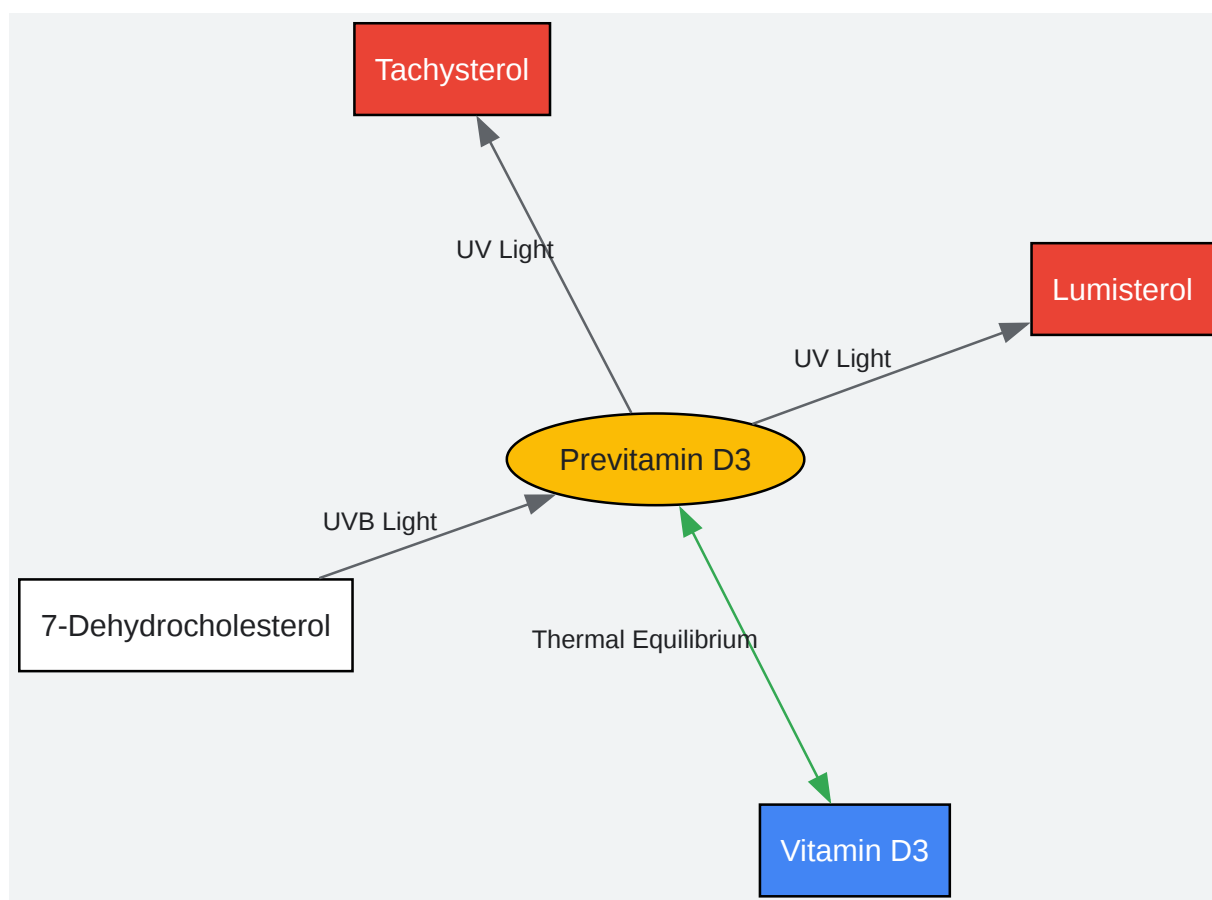 Tachysterol
UV Light
Lumisterol
UV Light
Previtamin D3
UVB Light
7-Dehydrocholesterol
Thermal Equilibrium
Vitamin D3